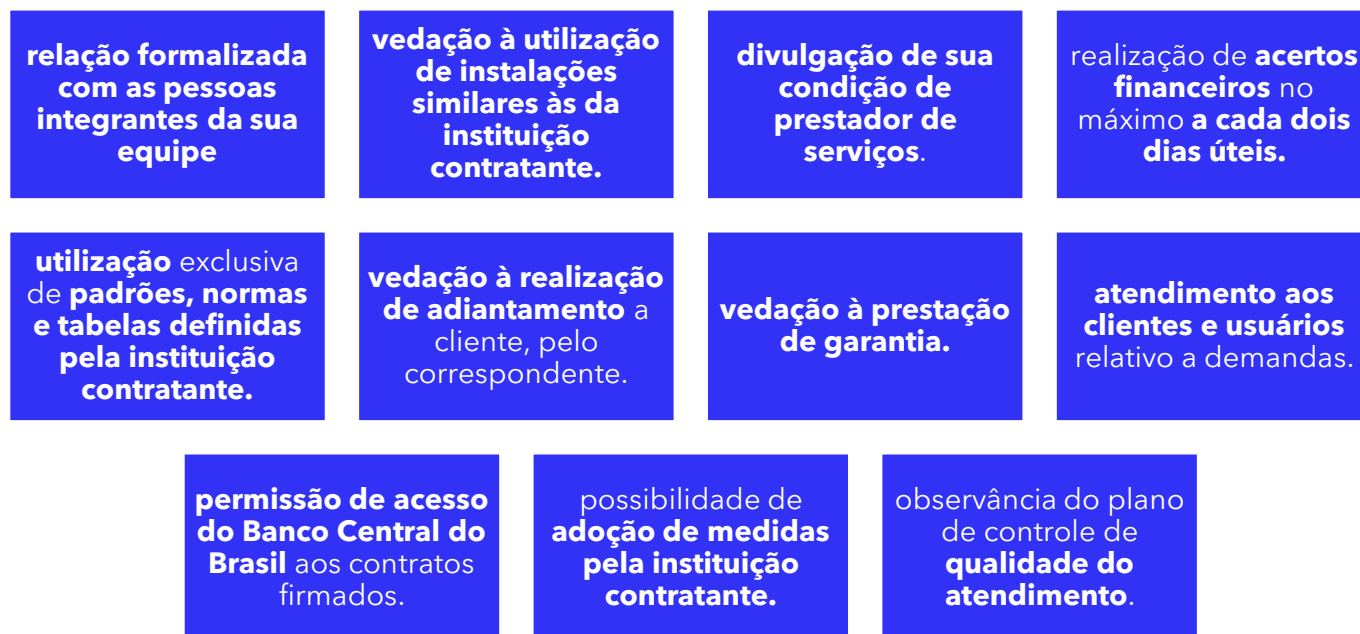 relação formalizada
com as pessoas
integrantes da sua
equipe
vedação à utilização
de instalações
similares às da
instituição
contratante.
divulgação de sua
condição de
prestador de
serviços.
realização de acertos
financeiros no
máximo a cada dois
dias úteis.
utilização exclusiva
de padrões, normas
e tabelas definidas
pela instituição
contratante.
vedação à realização
de adiantamento a
cliente, pelo
correspondente.
vedação à prestação
de garantia.
atendimento aos
clientes e usuários
relativo a demandas.
permissão de acesso
do Banco Central do
Brasil aos contratos
firmados.
possibilidade de
adoção de medidas
pela instituição
contratante.
observância do plano
de controle de
qualidade do
atendimento.